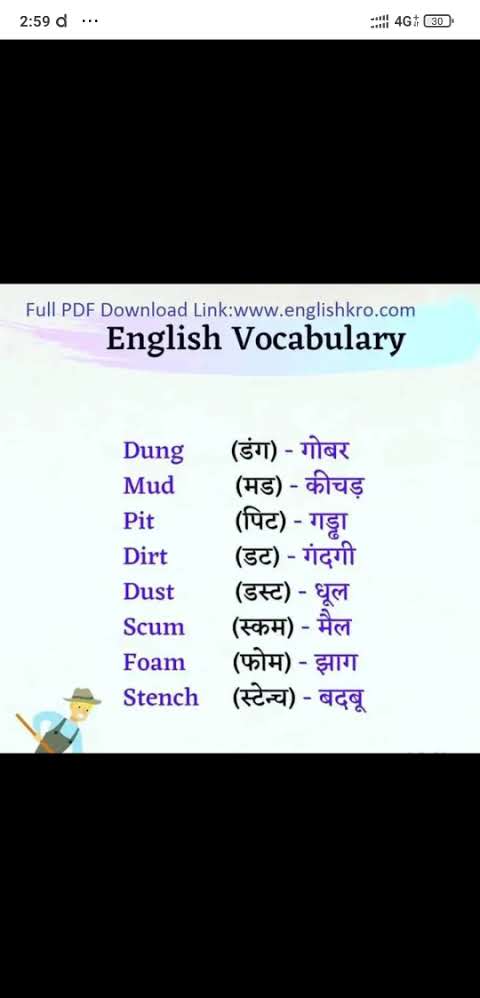 2:59 d ...
4G 30
Full PDF Download Link:www.englishkro.com
English Vocabulary
Dung (डंग) - गोबर
Mud (मड) - कीचड़
Pit (पिट) - गड्ढा
Dirt (डट) - गंदगी
Dust (डस्ट) - धूल
Scum (स्कम) - मैल
Foam (फोम) - झाग
Stench (स्टेन्च) - बदबू